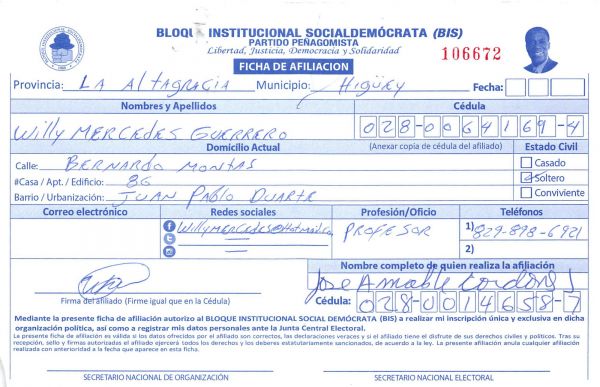 BLOQUE INSTITUCIONAL SOCIALDEMÓCRATA (BIS)
PARTIDO PEÑAGOMISTA
Libertad, Justicia, Democracia y Solidaridad
106672
FICHA DE AFILIACION
Provincia: LA AltAGRACIA Municipio: Higüey Fecha:
Nombres y Apellidos Cédula
Willy MERCEDES GUERRERO 028-0064169-4
Domicilio Actual (Anexar copia de cédula del afiliado) Estado Civil
Calle: BERNARDO MONTAS Casado
#Casa / Apt. / Edificio: 86 Soltero
Barrio / Urbanización: JUAN PABLO DUARTE Conviviente
Correo electrónico Redes sociales Profesión/Oficio Teléfonos
WillyMERCEDES@Hotmail.co PROFESOR 1) 829-898-6921
2)
Nombre completo de quien realiza la afiliación
JOSE AMABLE
Firma del afiliado (Firme igual que en la Cédula) Cédula: 028-0014658-7
Mediante la presente ficha de afiliación autorizo al BLOQUE INSTITUCIONAL SOCIAL DEMÓCRATA (BIS) a realizar mi inscripción única y exclusiva en dicha
organización política, así como a registrar mis datos personales ante la Junta Central Electoral.
La presente ficha de afiliación es válida si los datos ofrecidos por el afiliado son correctos, las declaraciones veraces y si el afiliado tiene el disfrute de sus derechos civiles y políticos. Tras su
recepción, sello y firmas autorizadas el afiliado ejercerá todos los derechos y los deberes estatutariamente sancionados, de acuerdo a la ley. La presente afiliación anula cualquier afiliación
realizada con anterioridad a la fecha que aparece en esta ficha.
SECRETARIO NACIONAL DE ORGANIZACIÓN SECRETARIO NACIONAL ELECTORAL